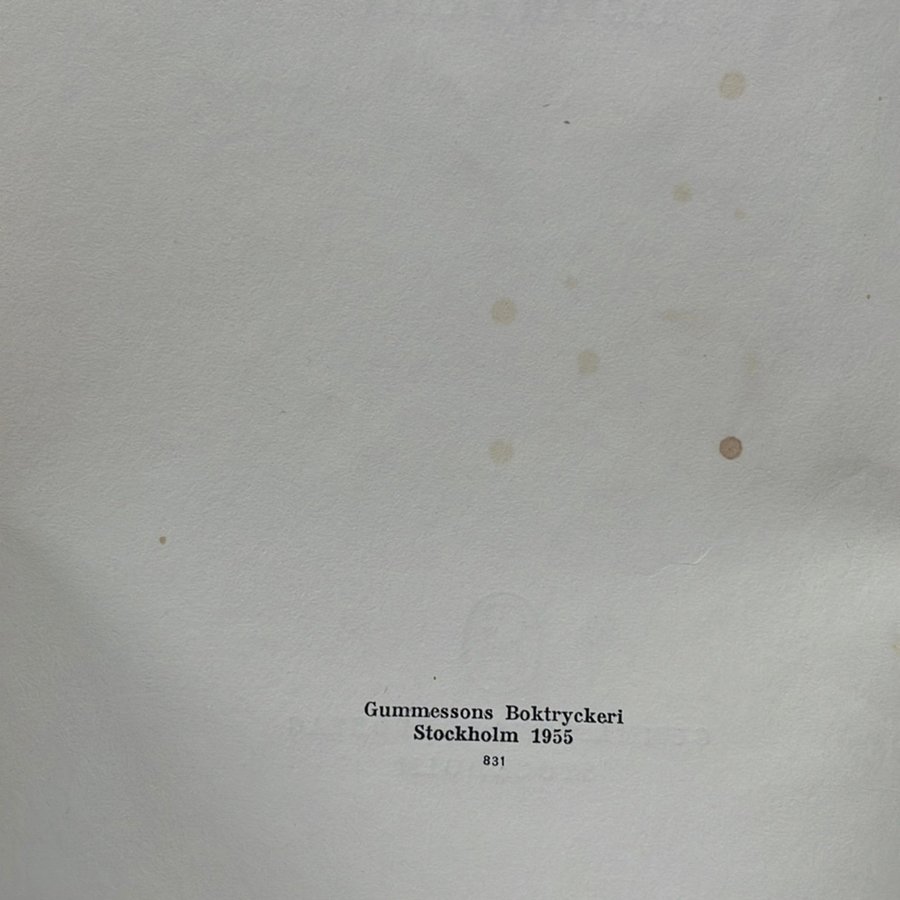 Gummessons Boktryckeri
Stockholm 1955
831